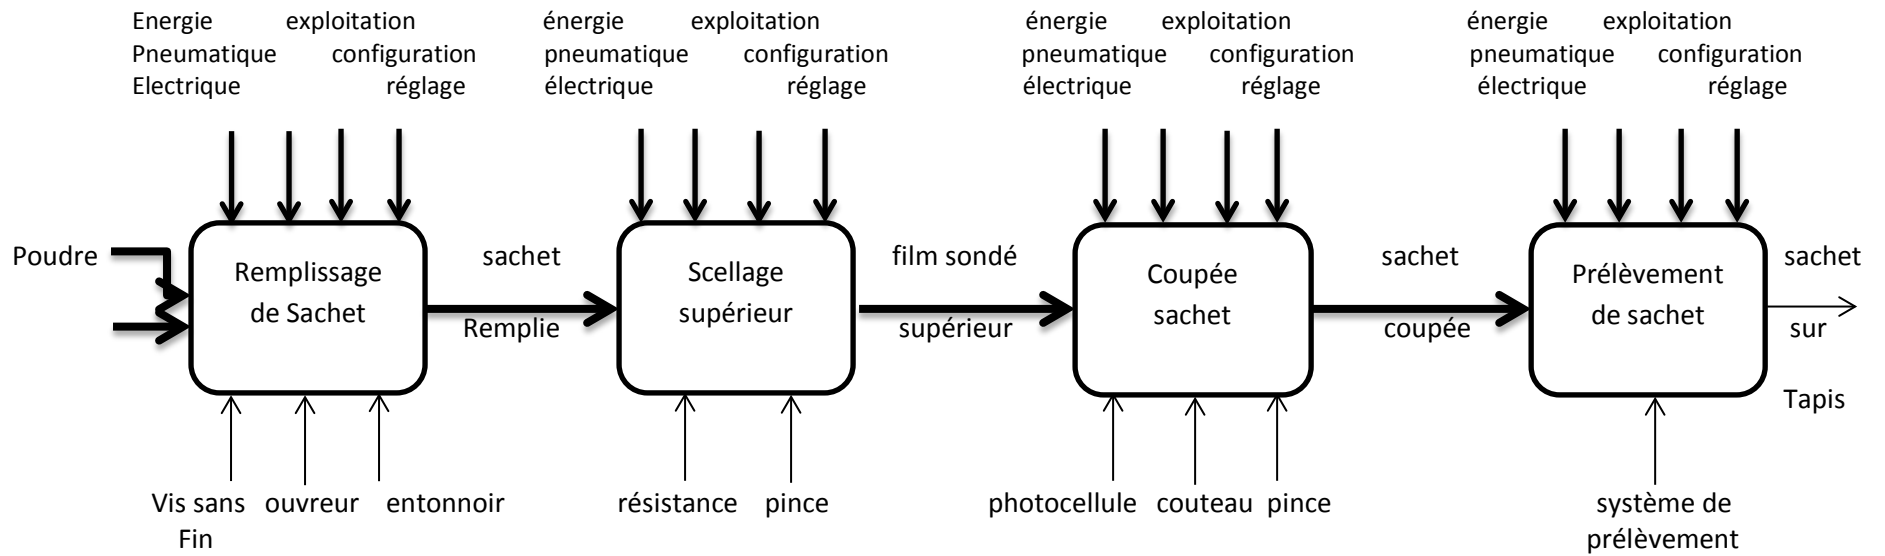 Energie exploitation énergie exploitation énergie exploitation énergie exploitation
Pneumatique configuration pneumatique configuration pneumatique configuration pneumatique configuration
Electrique réglage électrique réglage électrique réglage électrique réglage
Poudre sachet film sondé sachet sachet
Remplissage Scellage Coupée Prélèvement
de Sachet supérieur sachet de sachet
Remplie supérieur coupée sur
Tapis
Vis sans ouvreur entonnoir résistance pince photocellule couteau pince système de
Fin prélèvement